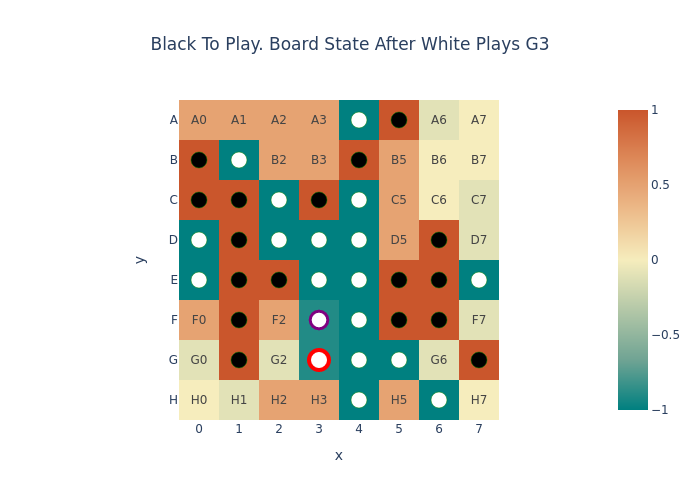 Black To Play. Board State After White Plays G3
A A0 A1 A2 A3 A6 A7
B B2 B3 B5 B6 B7
C C5 C6 C7
D D5 D7
E
F F0 F2 F7
G G0 G2 G6
H H0 H1 H2 H3 H5 H7
0 1 2 3 4 5 6 7
x
y
1
0.5
0
−0.5
−1